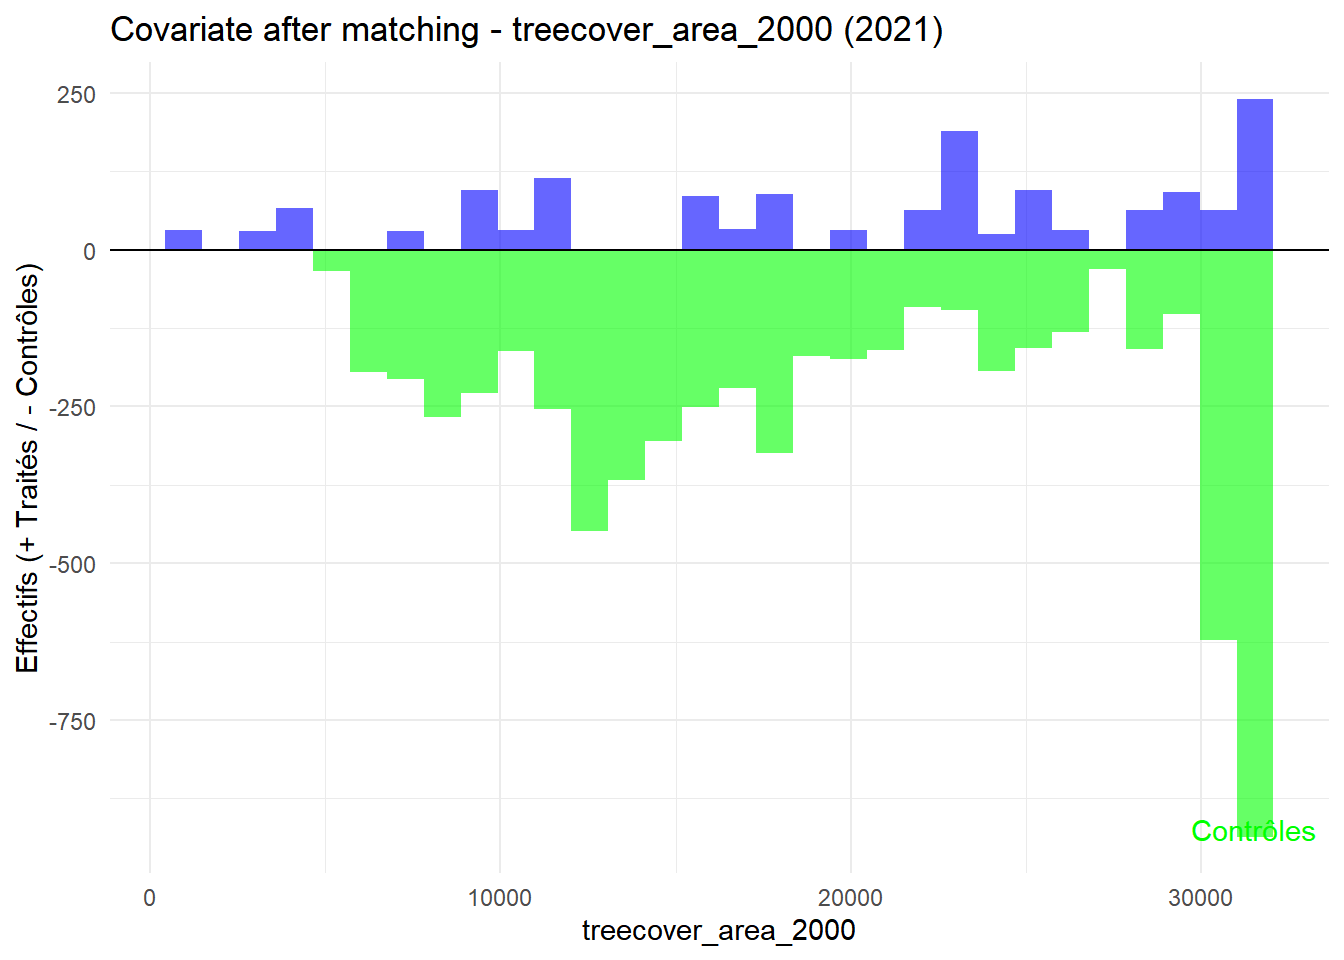 Covariate after matching - treecover_area_2000 (2021)
Effectifs (+ Traités / - Contrôles)
250
0
-250
-500
-750
Contrôles
0
10000
20000
30000
treecover_area_2000